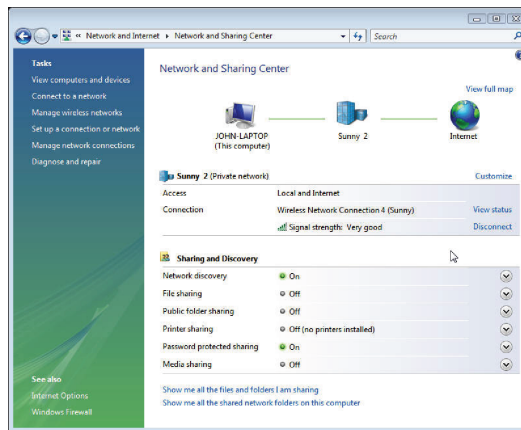 « Network and Internet ▸ Network and Sharing Center
Search
Tasks
View computers and devices
Connect to a network
Manage wireless networks
Set up a connection or network
Manage network connections
Diagnose and repair
See also
Internet Options
Windows Firewall
Network and Sharing Center
View full map
JOHN-LAPTOP
(This computer)
Sunny 2
Internet
Sunny 2 (Private network)
Customize
Access Local and Internet
Connection Wireless Network Connection 4 (Sunny) View status
Signal strength: Very good Disconnect
Sharing and Discovery
Network discovery On
File sharing Off
Public folder sharing Off
Printer sharing Off (no printers installed)
Password protected sharing On
Media sharing Off
Show me all the files and folders I am sharing
Show me all the shared network folders on this computer